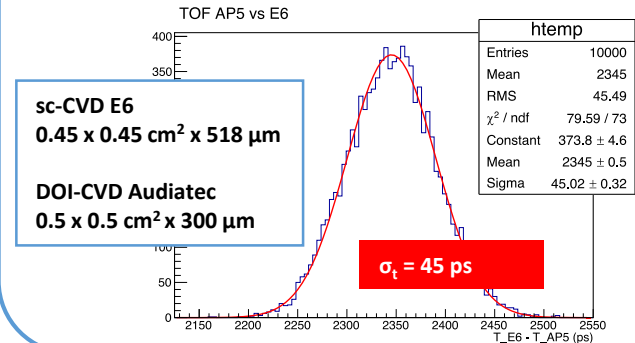 TOF AP5 vs E6
htemp
Entries 10000
Mean 2345
RMS 45.49
χ² / ndf 79.59 / 73
Constant 373.8 ± 4.6
Mean 2345 ± 0.5
Sigma 45.02 ± 0.32
400
350
sc-CVD E6
0.45 x 0.45 cm² x 518 µm
DOI-CVD Audiatec
0.5 x 0.5 cm² x 300 µm
σt = 45 ps
100
50
0
2150 2200 2250 2300 2350 2400 2450 2500 2550
T_E6 - T_AP5 (ps)